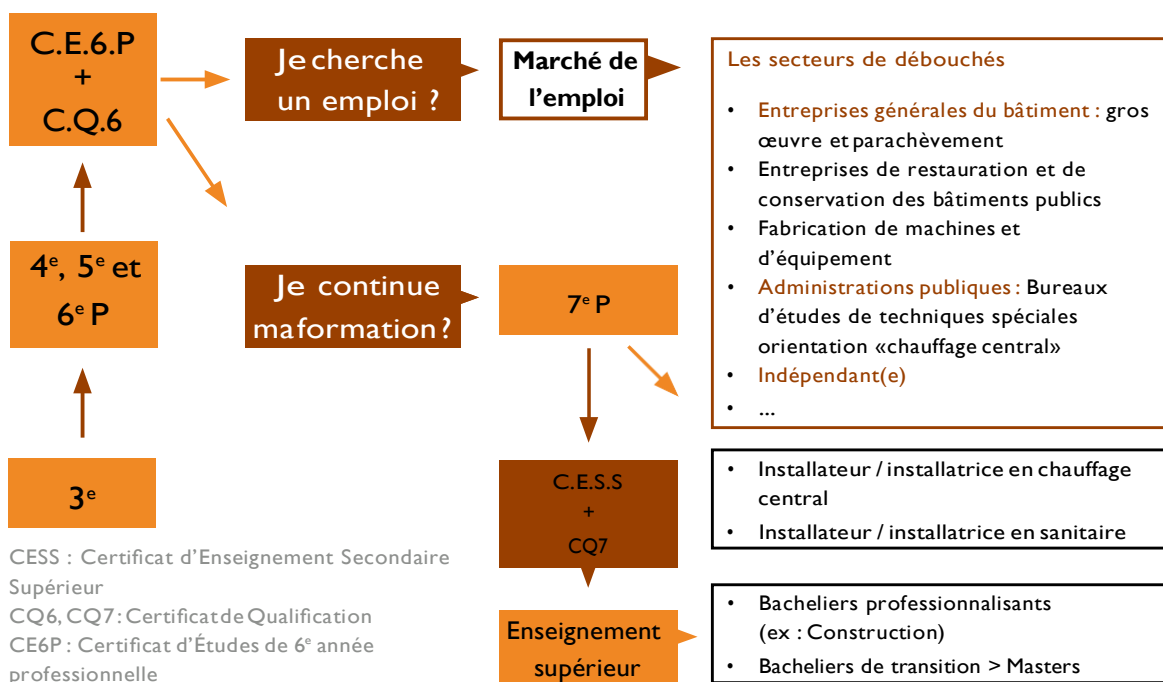 C.E.6.P
+
C.Q.6
Je cherche
un emploi ?
Marché de
l'emploi
Les secteurs de débouchés
• Entreprises générales du bâtiment : gros
œuvre et parachèvement
• Entreprises de restauration et de
conservation des bâtiments publics
• Fabrication de machines et
d'équipement
• Administrations publiques : Bureaux
d'études de techniques spéciales
orientation «chauffage central»
• Indépendant(e)
• ...
4e, 5e et
6e P
Je continue
ma formation ?
7e P
3e
C.E.S.S
+
CQ7
• Installateur / installatrice en chauffage
central
• Installateur / installatrice en sanitaire
CESS : Certificat d'Enseignement Secondaire
Supérieur
CQ6, CQ7 : Certificat de Qualification
CE6P : Certificat d'Études de 6e année
professionnelle
Enseignement
supérieur
• Bacheliers professionnalisants
(ex : Construction)
• Bacheliers de transition > Masters